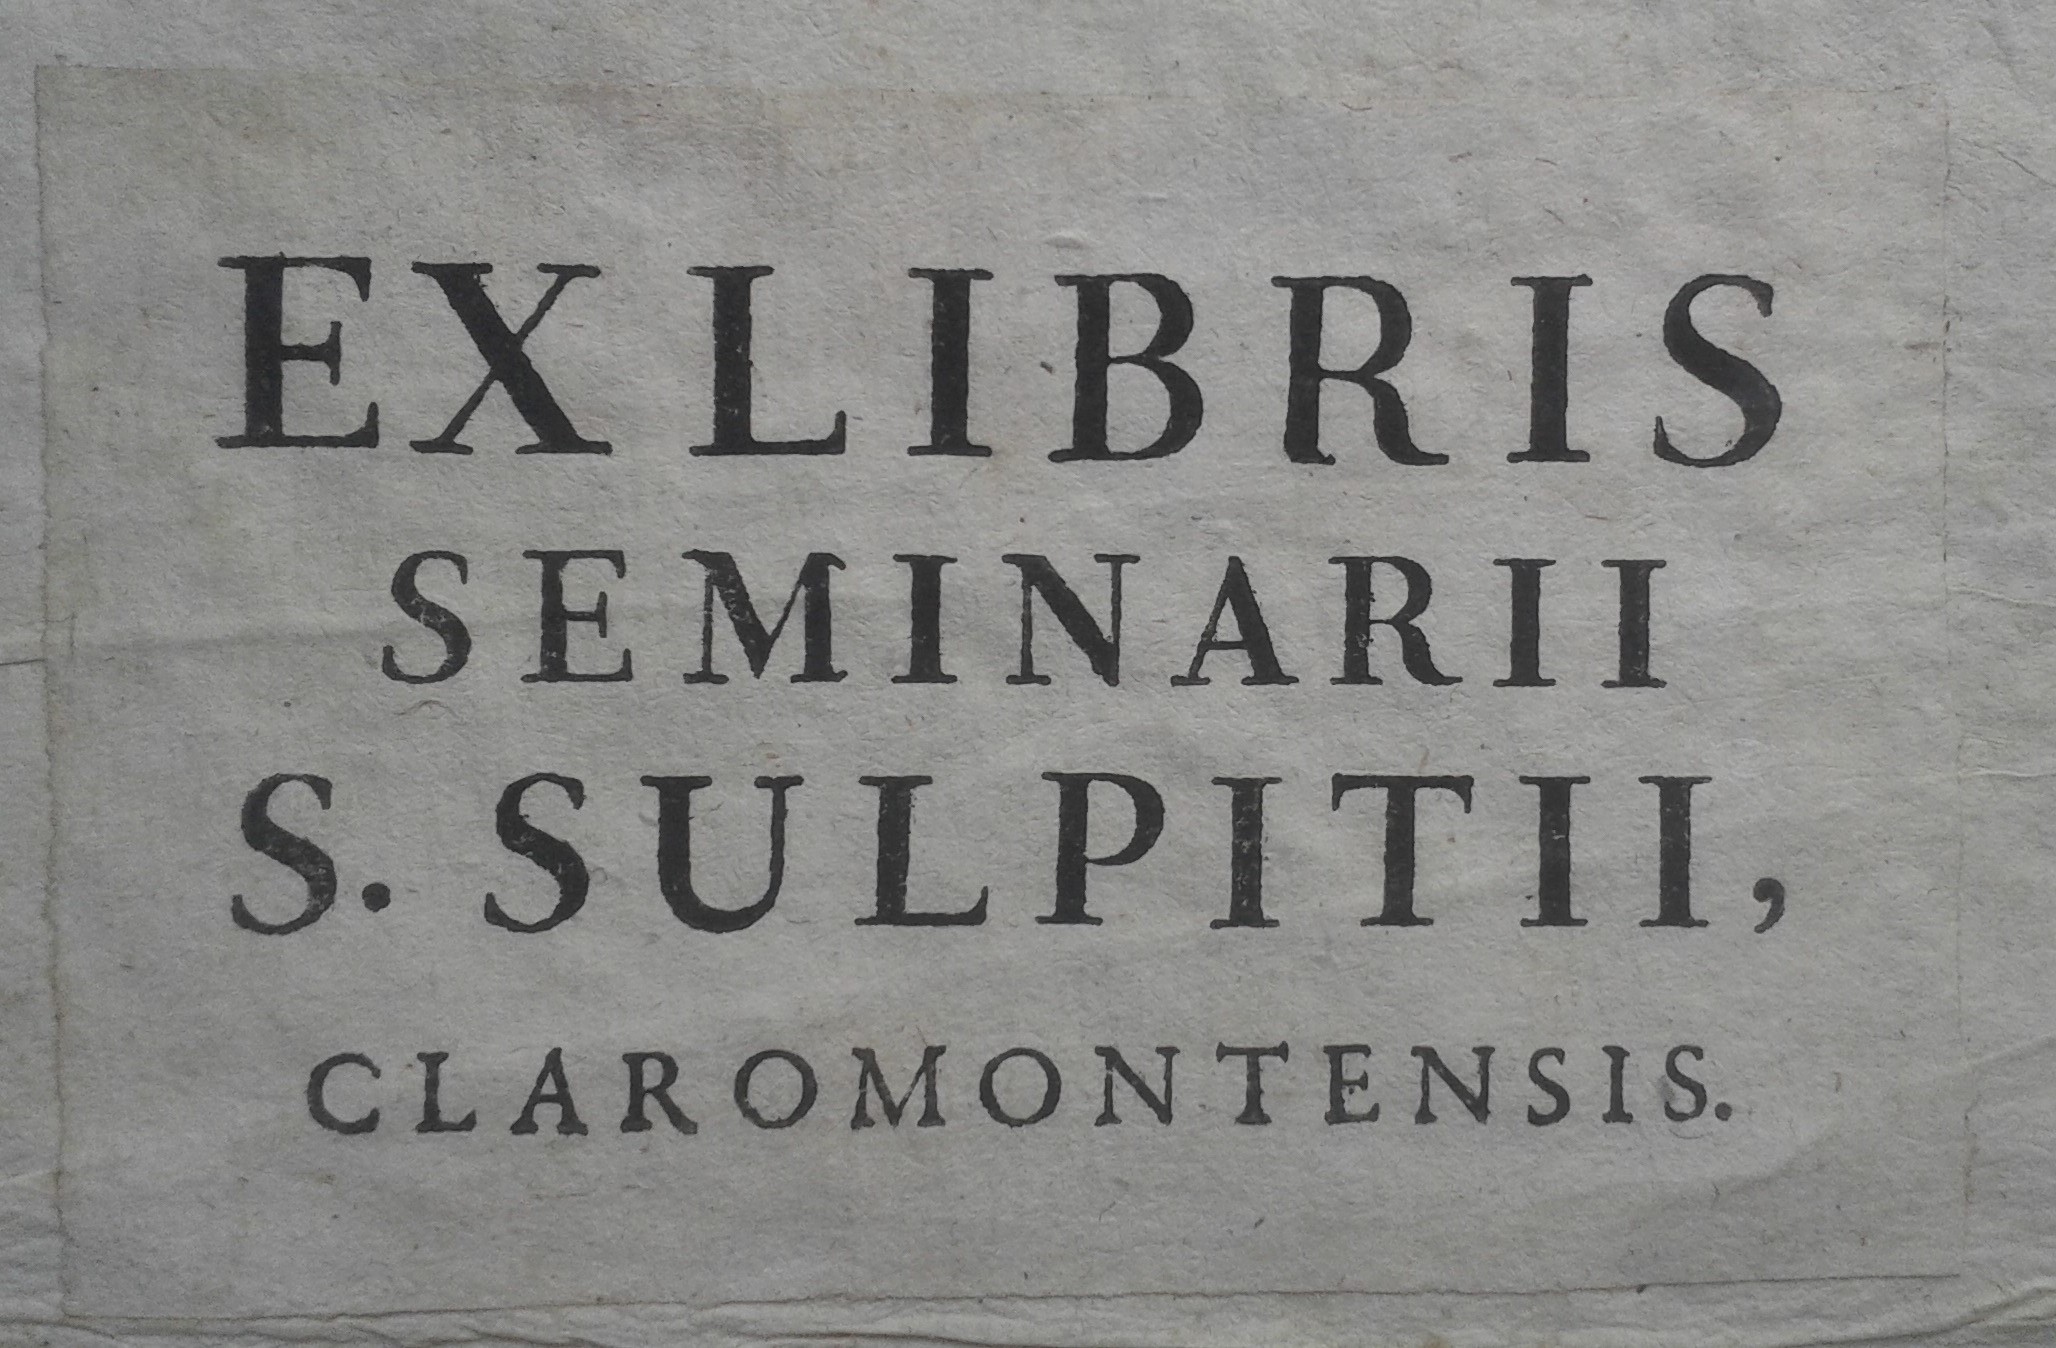 EX LIBRIS
SEMINARII
S. SULPITII,
CLAROMONTENSIS.